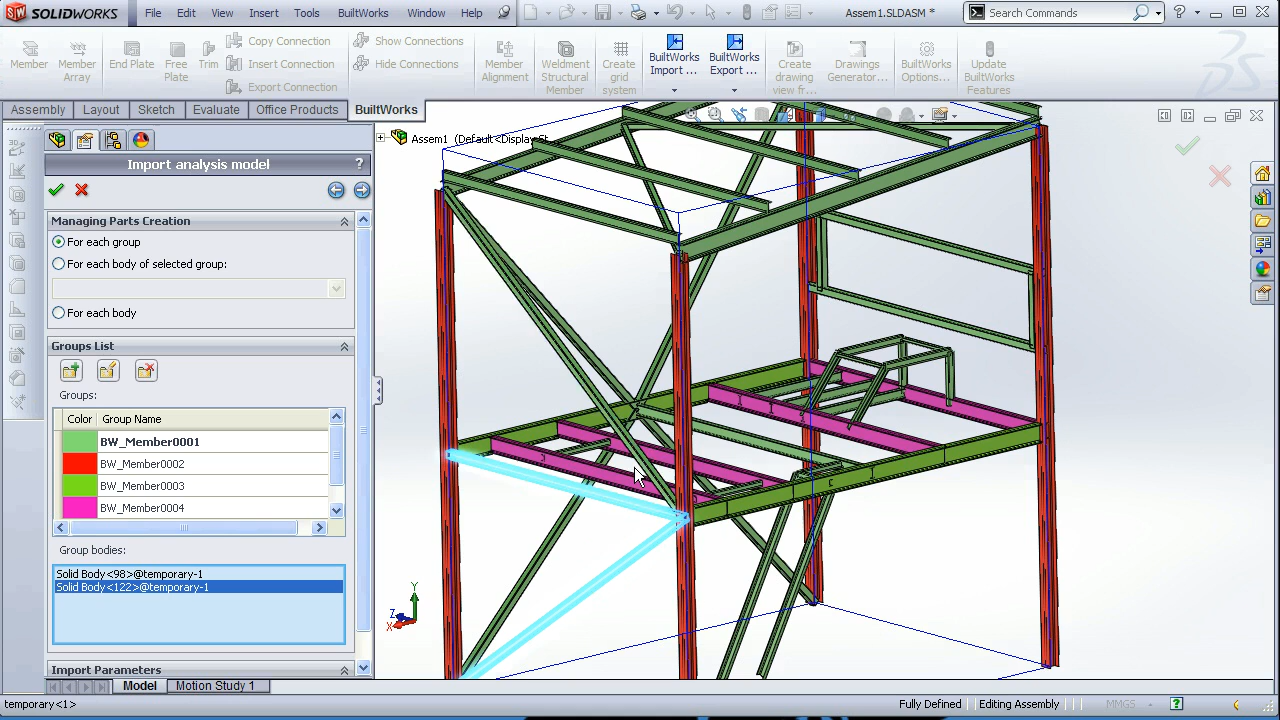 SOLIDWORKS File Edit View Insert Tools BuiltWorks Window Help Assem1.SLDASM * Search Commands
Member
Member Array
End Plate
Free Plate
Trim
Copy Connection
Insert Connection
Export Connection
Show Connections
Hide Connections
Member Alignment
Weldment Structural Member
Create grid system
BuiltWorks Import ...
BuiltWorks Export ...
Create drawing view fr...
Drawings Generator...
BuiltWorks Options...
Update BuiltWorks Features
Assembly Layout Sketch Evaluate Office Products BuiltWorks
Assem1 (Default<Display St
Import analysis model ?
Managing Parts Creation
For each group
For each body of selected group:
For each body
Groups List
Groups:
Color Group Name
BW_Member0001
BW_Member0002
BW_Member0003
BW_Member0004
Group bodies:
Solid Body<98>@temporary-1
Solid Body<122>@temporary-1
Import Parameters
Y
Z
X
Model Motion Study 1
temporary<1> Fully Defined Editing Assembly MMGS